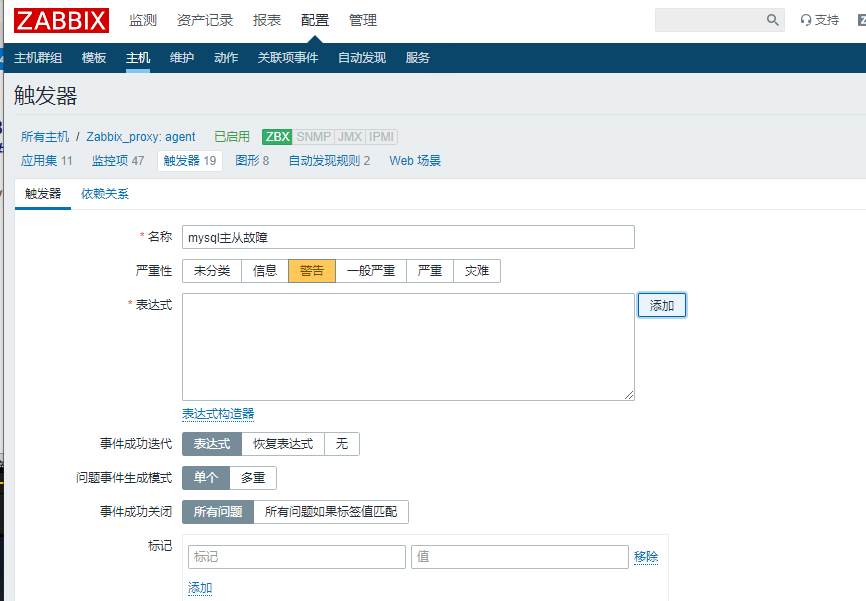 ZABBIX 监测 资产记录 报表 配置 管理 支持
主机群组 模板 主机 维护 动作 关联项事件 自动发现 服务
触发器
所有主机 / Zabbix_proxy: agent 已启用 ZBX SNMP JMX IPMI
应用集 11 监控项 47 触发器 19 图形 8 自动发现规则 2 Web 场景
触发器 依赖关系
* 名称 mysql主从故障
严重性 未分类 信息 警告 一般严重 严重 灾难
* 表达式 添加
表达式构造器
事件成功迭代 表达式 恢复表达式 无
问题事件生成模式 单个 多重
事件成功关闭 所有问题 所有问题如果标签值匹配
标记 标记 值 移除
添加